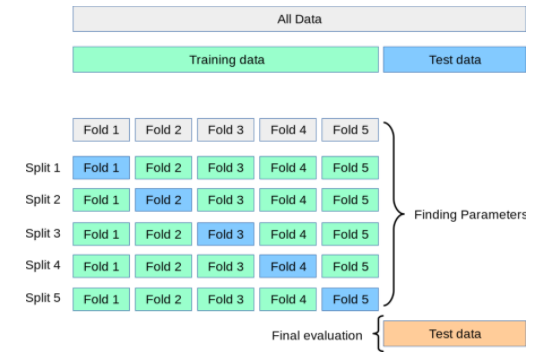 All Data
Training data Test data
Fold 1 Fold 2 Fold 3 Fold 4 Fold 5
Split 1 Fold 1 Fold 2 Fold 3 Fold 4 Fold 5
Split 2 Fold 1 Fold 2 Fold 3 Fold 4 Fold 5
Finding Parameters
Split 3 Fold 1 Fold 2 Fold 3 Fold 4 Fold 5
Split 4 Fold 1 Fold 2 Fold 3 Fold 4 Fold 5
Split 5 Fold 1 Fold 2 Fold 3 Fold 4 Fold 5
Final evaluation Test data